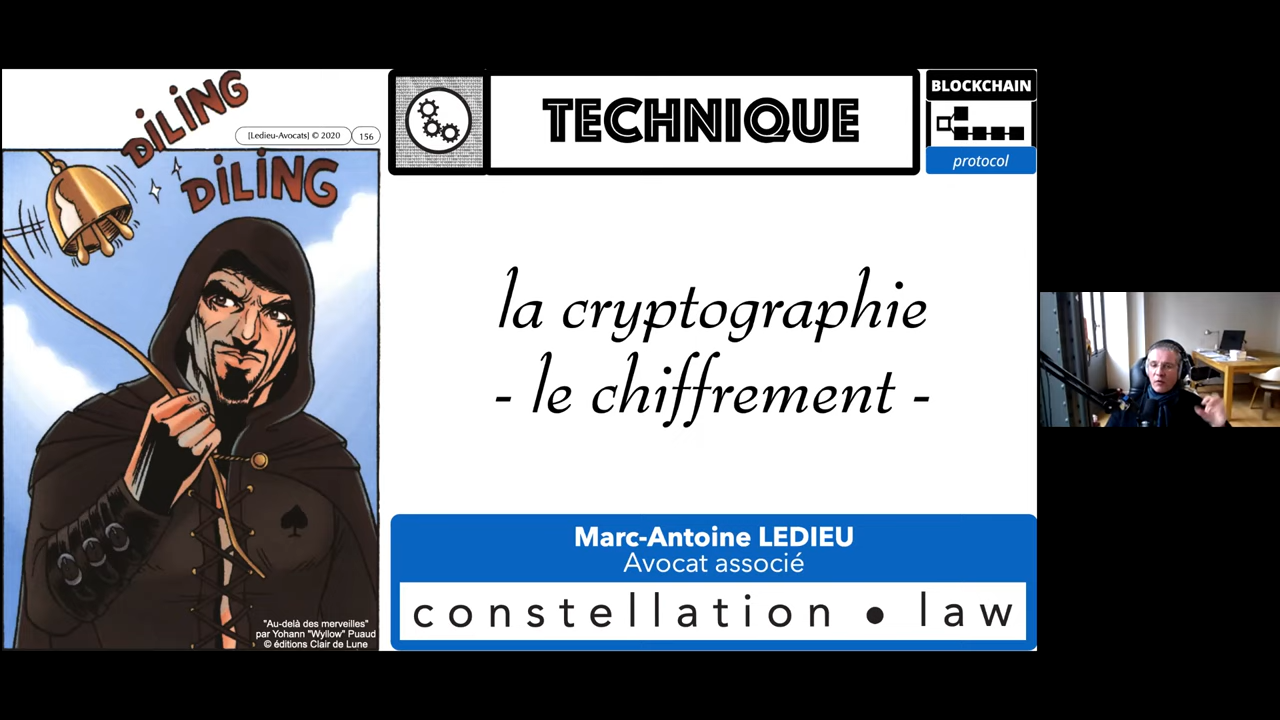 DILING
[Ledieu-Avocats] © 2020
156
DILING
TECHNIQUE
BLOCKCHAIN
protocol
la cryptographie
- le chiffrement -
Marc-Antoine LEDIEU
Avocat associé
constellation • law
"Au-delà des merveilles"
par Yohann "Wyllow" Puaud
© éditions Clair de Lune